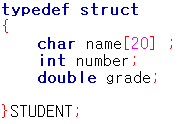 typedef struct
{
    char name[20] ;
    int number;
    double grade;
}STUDENT;